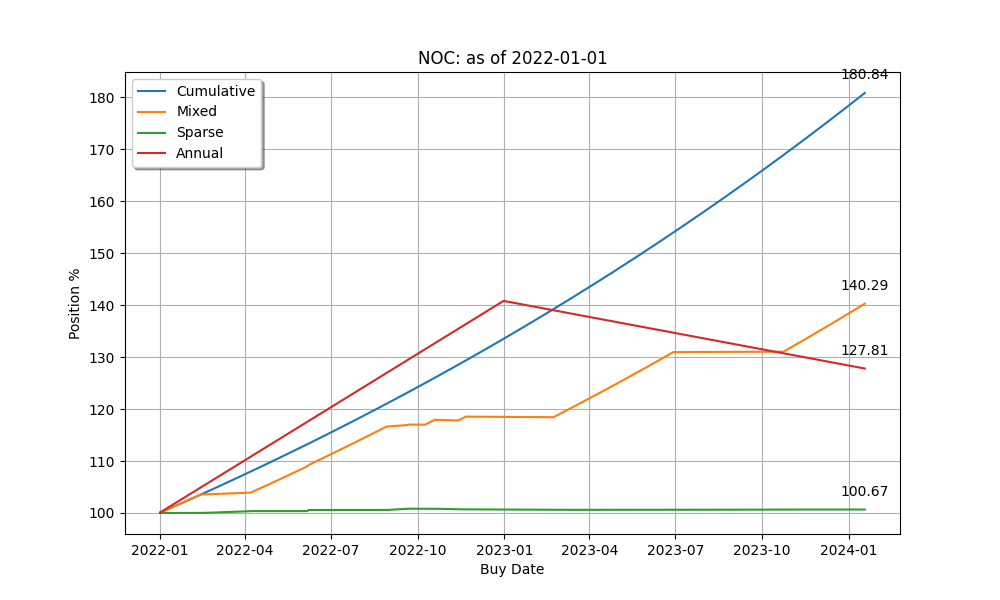 NOC: as of 2022-01-01
Cumulative
Mixed
Sparse
Annual
180.84
140.29
127.81
100.67
Position %
180
170
160
150
140
130
120
110
100
2022-01 2022-04 2022-07 2022-10 2023-01 2023-04 2023-07 2023-10 2024-01
Buy Date